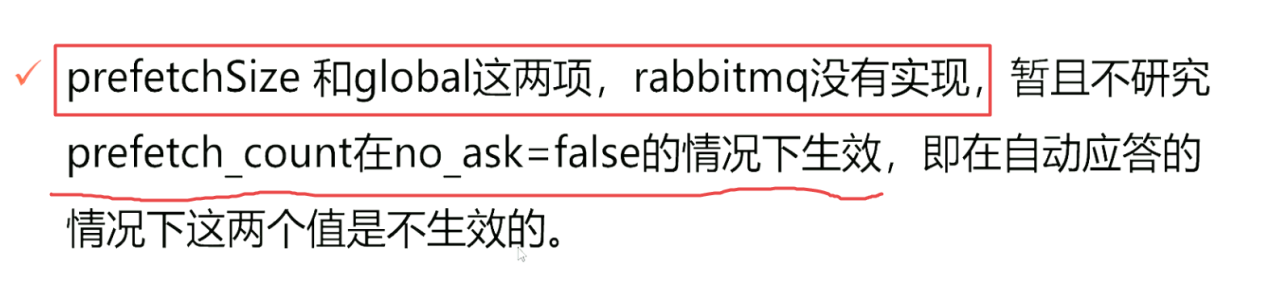 prefetchSize 和global这两项，rabbitmq没有实现，暂且不研究
prefetch_count在no_ask=false的情况下生效，即在自动应答的
情况下这两个值是不生效的。